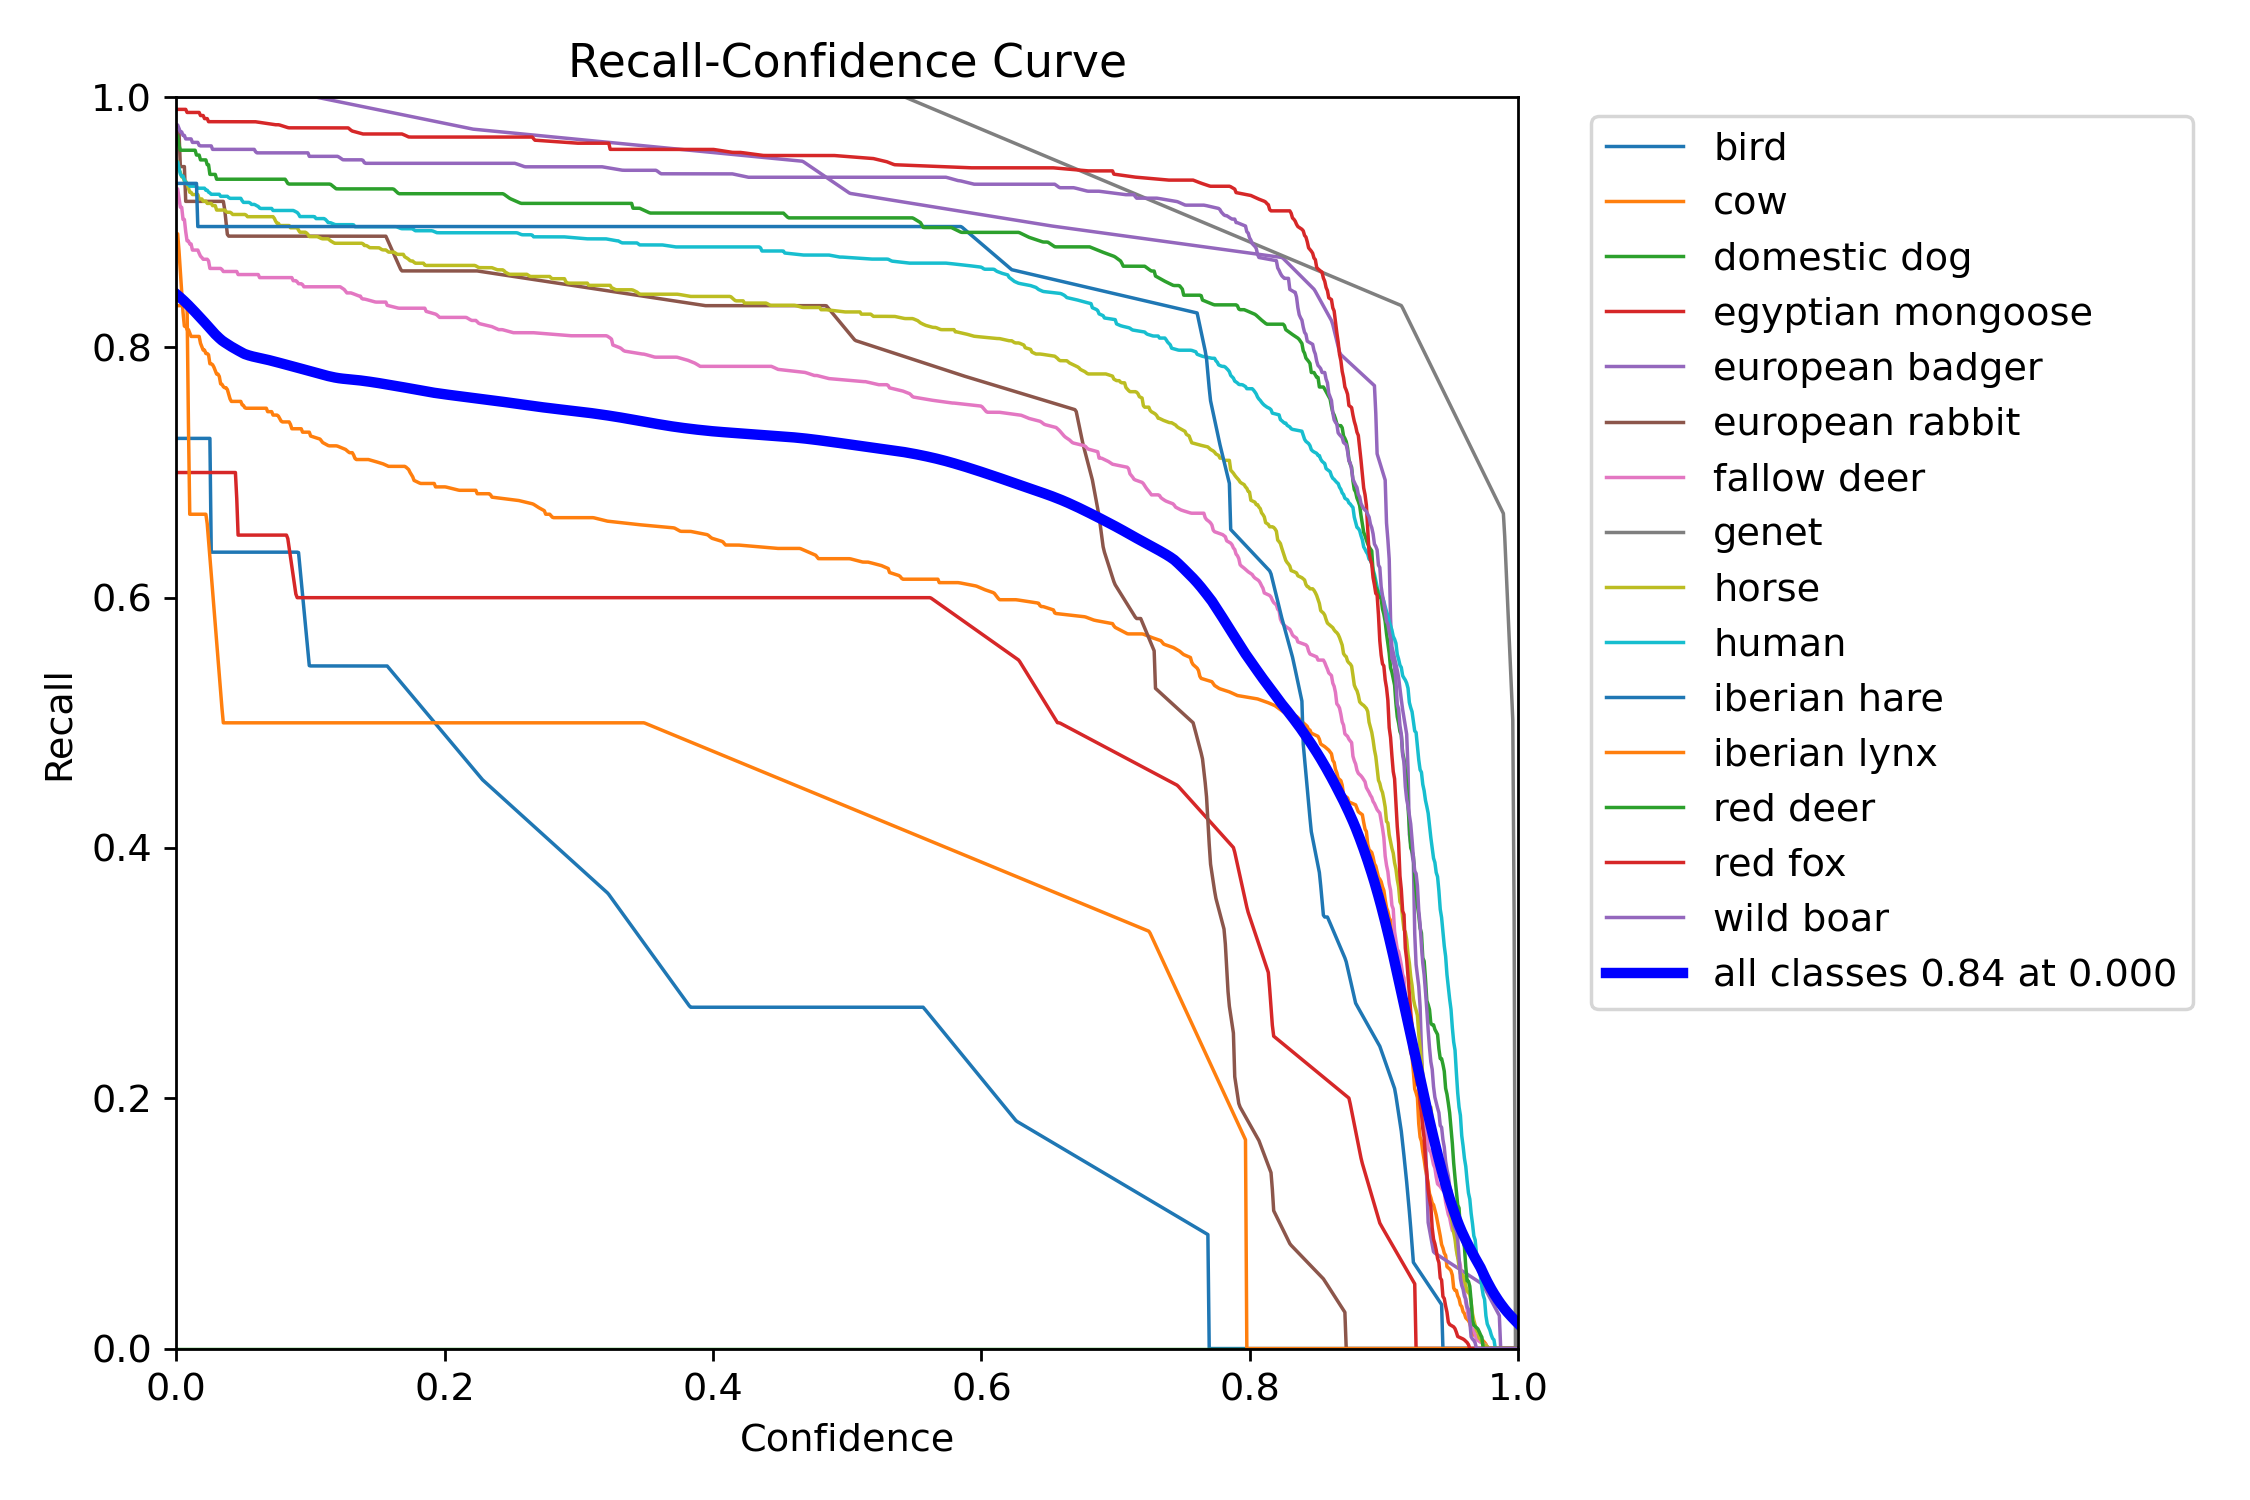 Recall-Confidence Curve
1.0
0.8
0.6
0.4
0.2
0.0
Recall
0.0 0.2 0.4 0.6 0.8 1.0
Confidence
bird
cow
domestic dog
egyptian mongoose
european badger
european rabbit
fallow deer
genet
horse
human
iberian hare
iberian lynx
red deer
red fox
wild boar
all classes 0.84 at 0.000